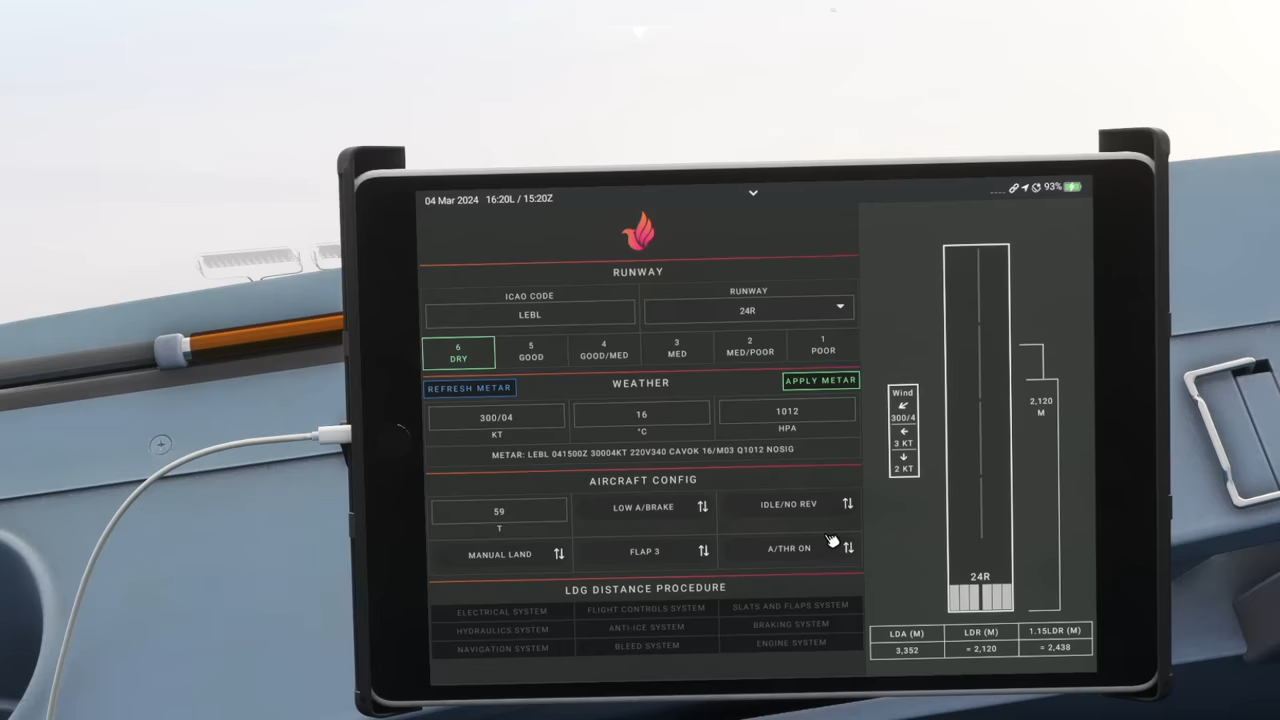 04 Mar 2024 16:20L / 15:20Z
93%
RUNWAY
ICAO CODE
RUNWAY
LEBL
24R
6 5 4 3 2 1
DRY GOOD GOOD/MED MED MED/POOR POOR
REFRESH METAR
WEATHER
APPLY METAR
300/04 16 1012
KT °C HPA
METAR: LEBL 041500Z 30004KT 220V340 CAVOK 16/M03 Q1012 NOSIG
AIRCRAFT CONFIG
59 LOW A/BRAKE IDLE/NO REV
T
MANUAL LAND FLAP 3 A/THR ON
LDG DISTANCE PROCEDURE
ELECTRICAL SYSTEM FLIGHT CONTROLS SYSTEM SLATS AND FLAPS SYSTEM
HYDRAULICS SYSTEM ANTI-ICE SYSTEM BRAKING SYSTEM
NAVIGATION SYSTEM BLEED SYSTEM ENGINE SYSTEM
Wind
300/4
3 KT
2 KT
2,120
M
24R
LDA (M) LDR (M) 1.15LDR (M)
3,352 = 2,120 = 2,438